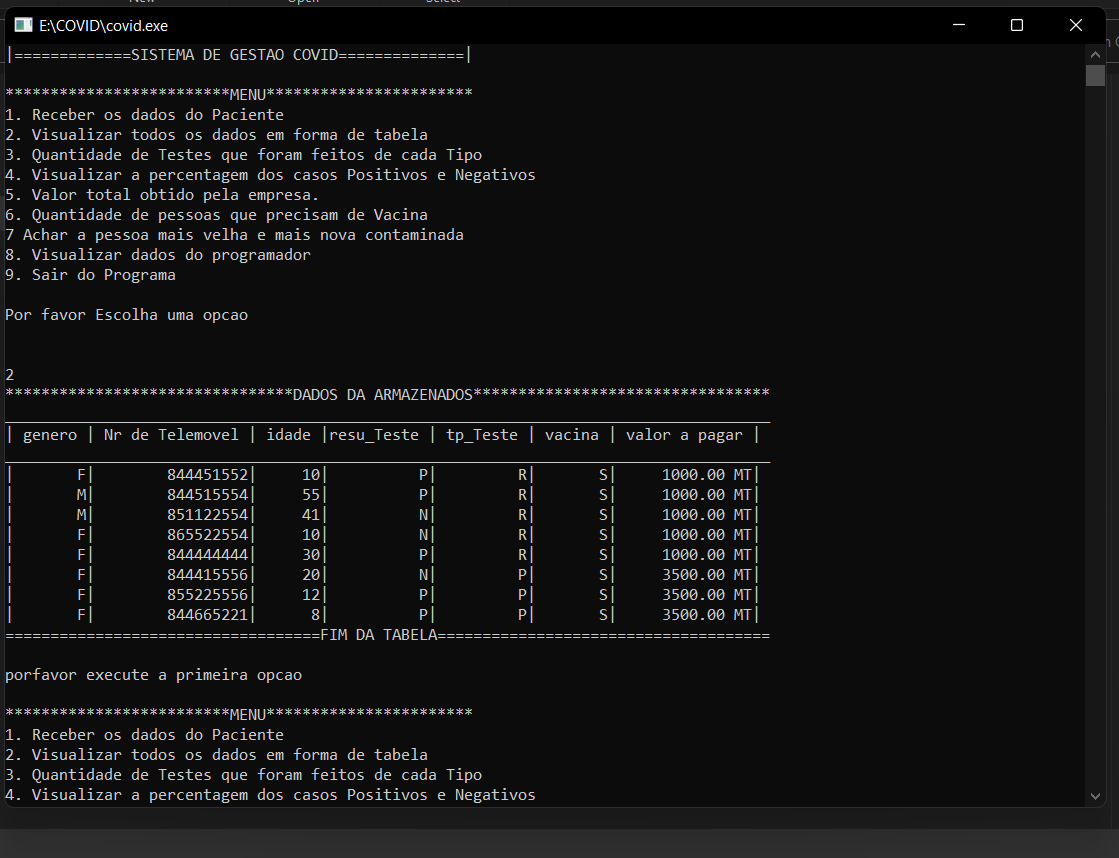 E:\COVID\covid.exe
|=============SISTEMA DE GESTAO COVID==============|
*************************MENU***********************
1. Receber os dados do Paciente
2. Visualizar todos os dados em forma de tabela
3. Quantidade de Testes que foram feitos de cada Tipo
4. Visualizar a percentagem dos casos Positivos e Negativos
5. Valor total obtido pela empresa.
6. Quantidade de pessoas que precisam de Vacina
7 Achar a pessoa mais velha e mais nova contaminada
8. Visualizar dados do programador
9. Sair do Programa
Por favor Escolha uma opcao
2
********************************DADOS DA ARMAZENADOS*********************************
_____________________________________________________________________________________
| genero | Nr de Telemovel | idade |resu_Teste | tp_Teste | vacina | valor a pagar |
_____________________________________________________________________________________
|       F|        844451552|     10|          P|         R|       S|     1000.00 MT|
|       M|        844515554|     55|          P|         R|       S|     1000.00 MT|
|       M|        851122554|     41|          N|         R|       S|     1000.00 MT|
|       F|        865522554|     10|          N|         R|       S|     1000.00 MT|
|       F|        844444444|     30|          P|         R|       S|     1000.00 MT|
|       F|        844415556|     20|          N|         P|       S|     3500.00 MT|
|       F|        855225556|     12|          P|         P|       S|     3500.00 MT|
|       F|        844665221|      8|          P|         P|       S|     3500.00 MT|
===================================FIM DA TABELA=====================================
porfavor execute a primeira opcao
*************************MENU***********************
1. Receber os dados do Paciente
2. Visualizar todos os dados em forma de tabela
3. Quantidade de Testes que foram feitos de cada Tipo
4. Visualizar a percentagem dos casos Positivos e Negativos